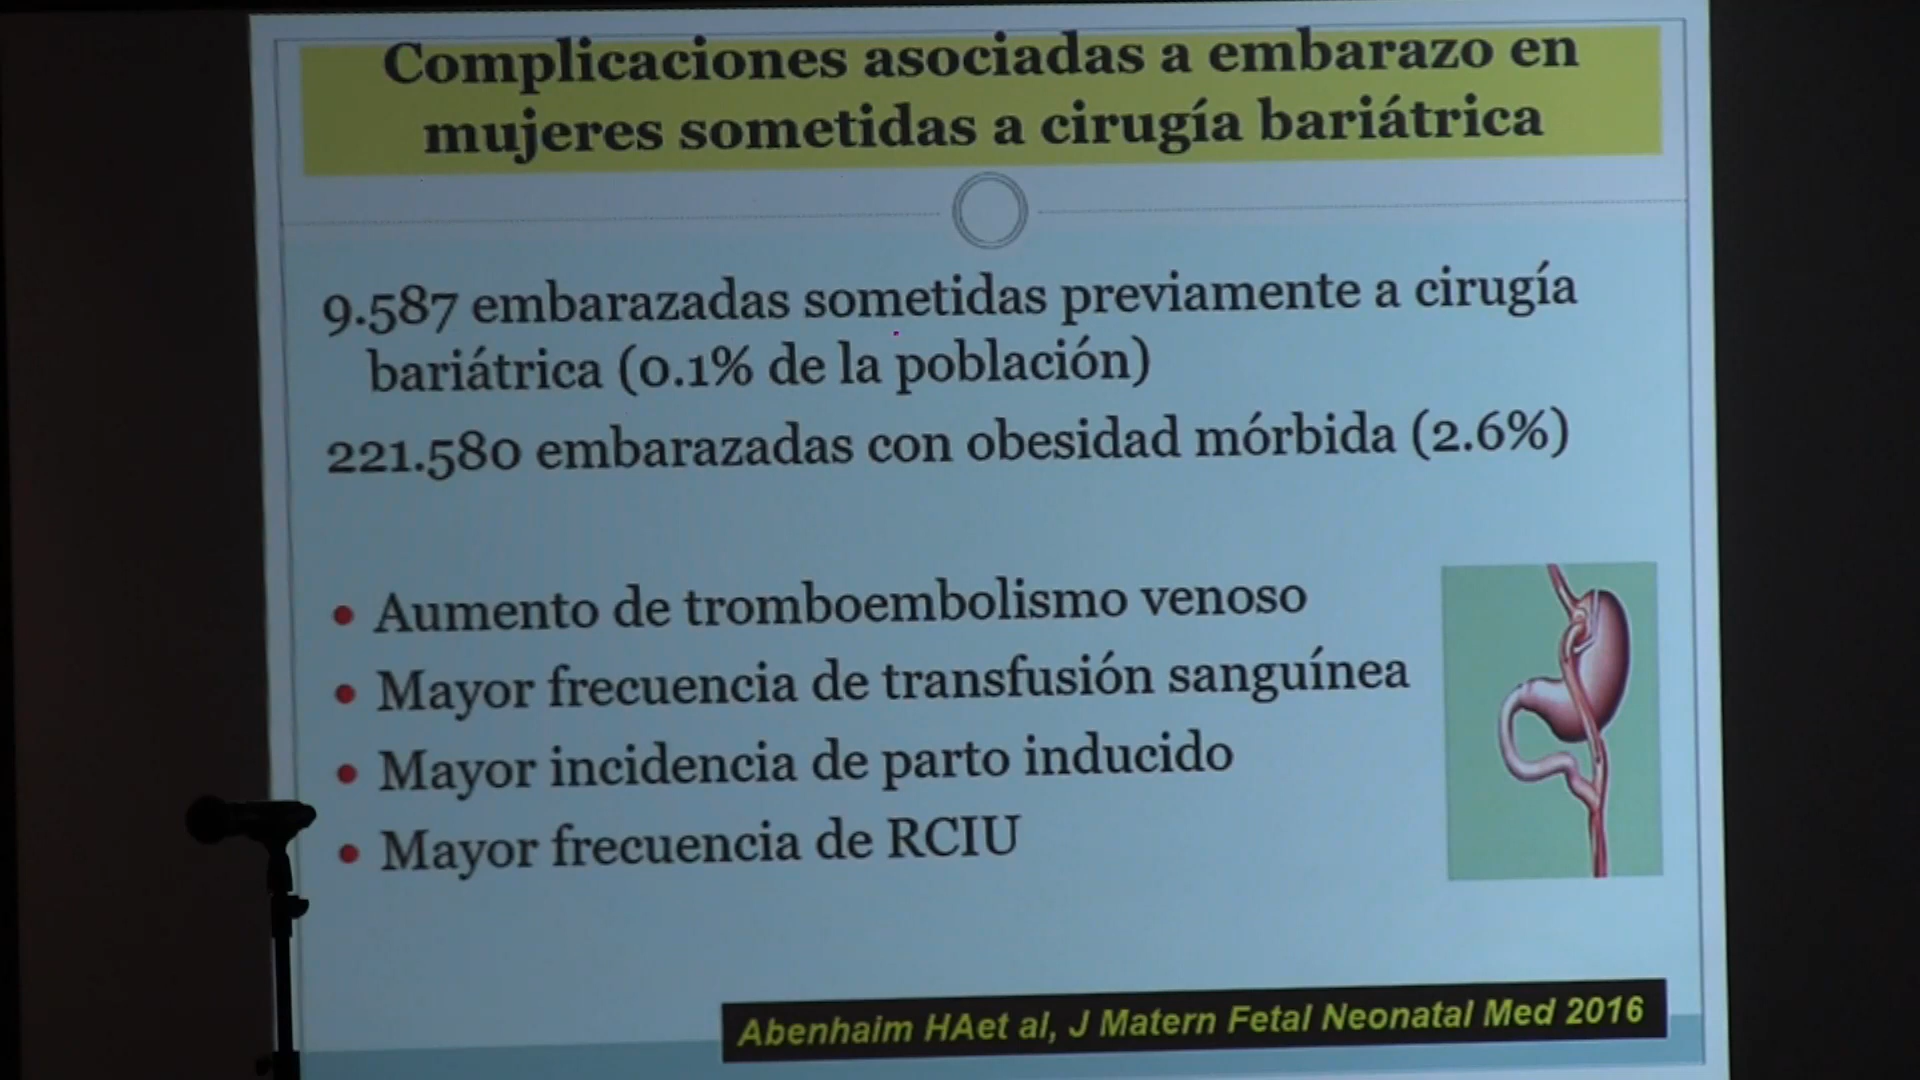 Complicaciones asociadas a embarazo en
mujeres sometidas a cirugía bariátrica
9.587 embarazadas sometidas previamente a cirugía
bariátrica (0.1% de la población)
221.580 embarazadas con obesidad mórbida (2.6%)
• Aumento de tromboembolismo venoso
• Mayor frecuencia de transfusión sanguínea
• Mayor incidencia de parto inducido
• Mayor frecuencia de RCIU
Abenhaim HAet al, J Matern Fetal Neonatal Med 2016